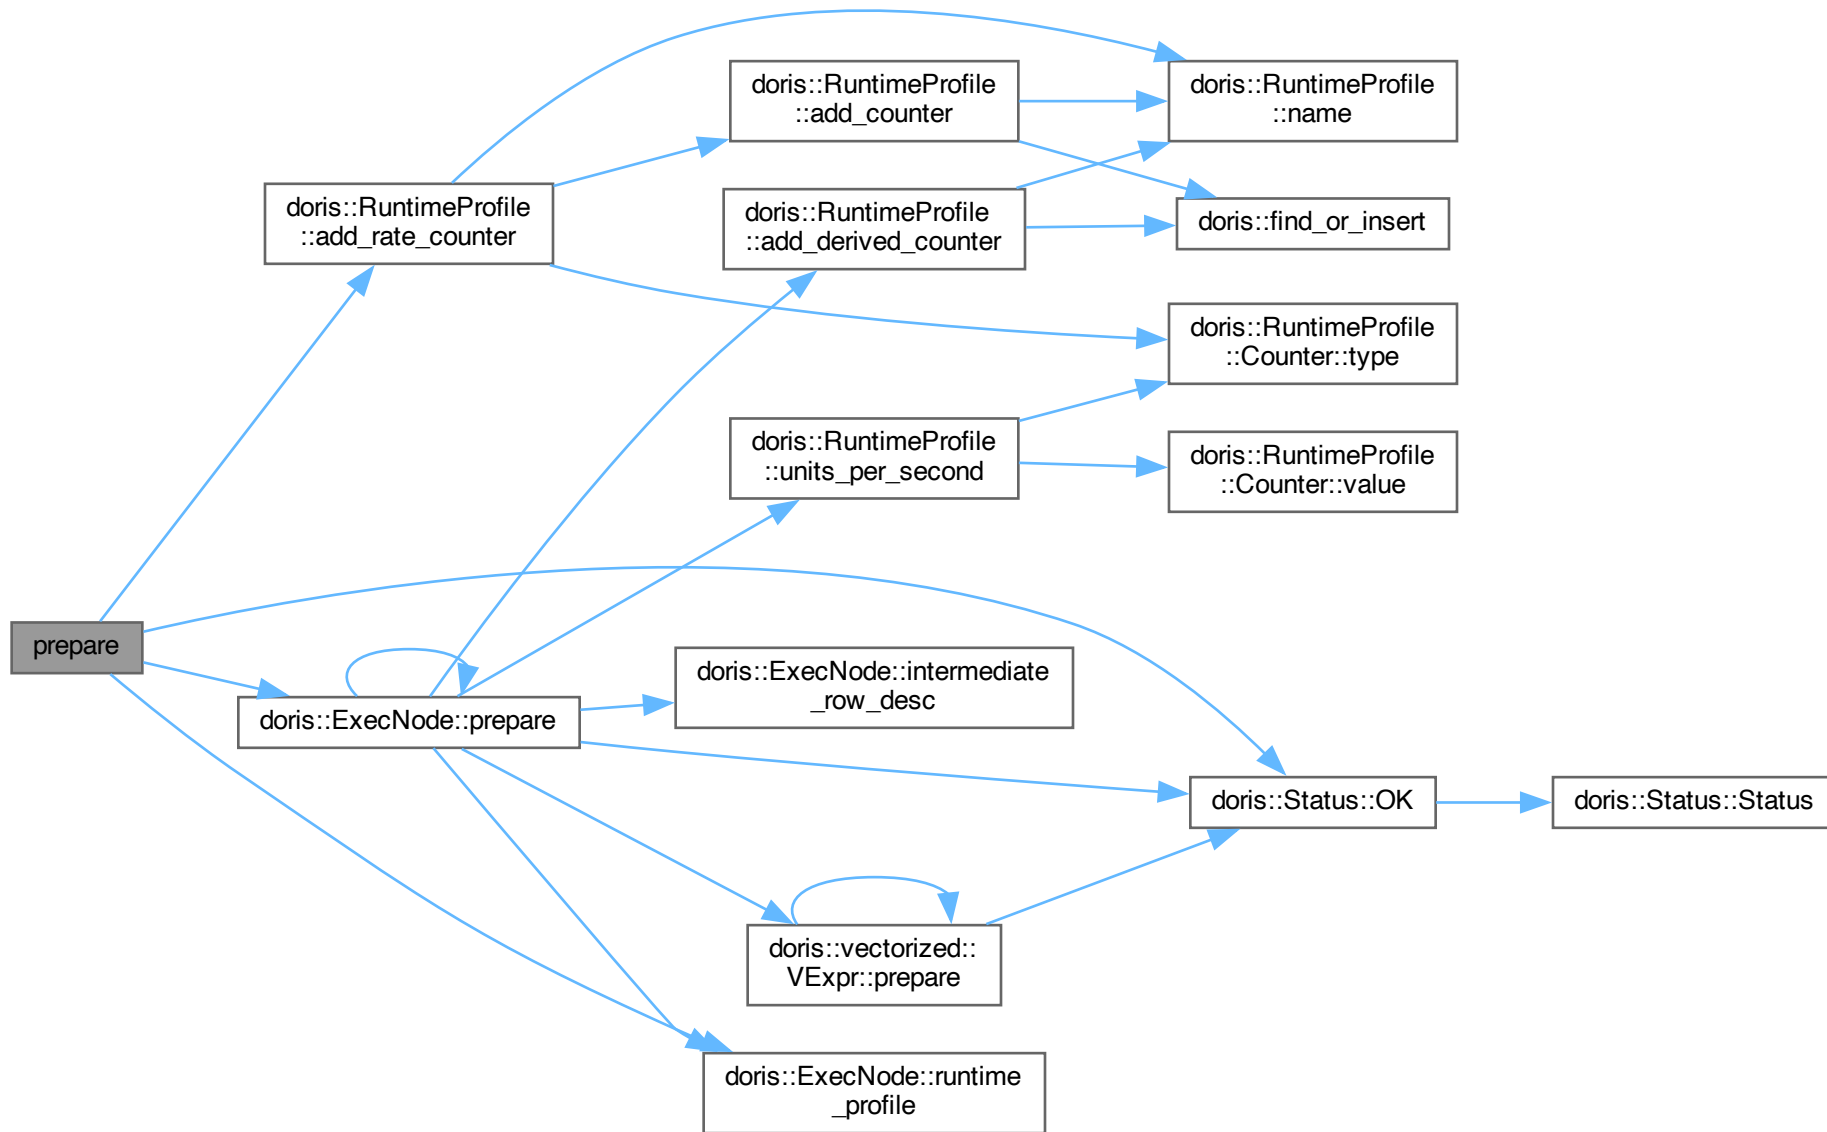 prepare
doris::RuntimeProfile
::add_rate_counter
doris::RuntimeProfile
::add_counter
doris::RuntimeProfile
::name
doris::RuntimeProfile
::add_derived_counter
doris::find_or_insert
doris::RuntimeProfile
::Counter::type
doris::RuntimeProfile
::units_per_second
doris::RuntimeProfile
::Counter::value
doris::ExecNode::prepare
doris::ExecNode::intermediate
_row_desc
doris::Status::OK
doris::Status::Status
doris::vectorized::
VExpr::prepare
doris::ExecNode::runtime
_profile